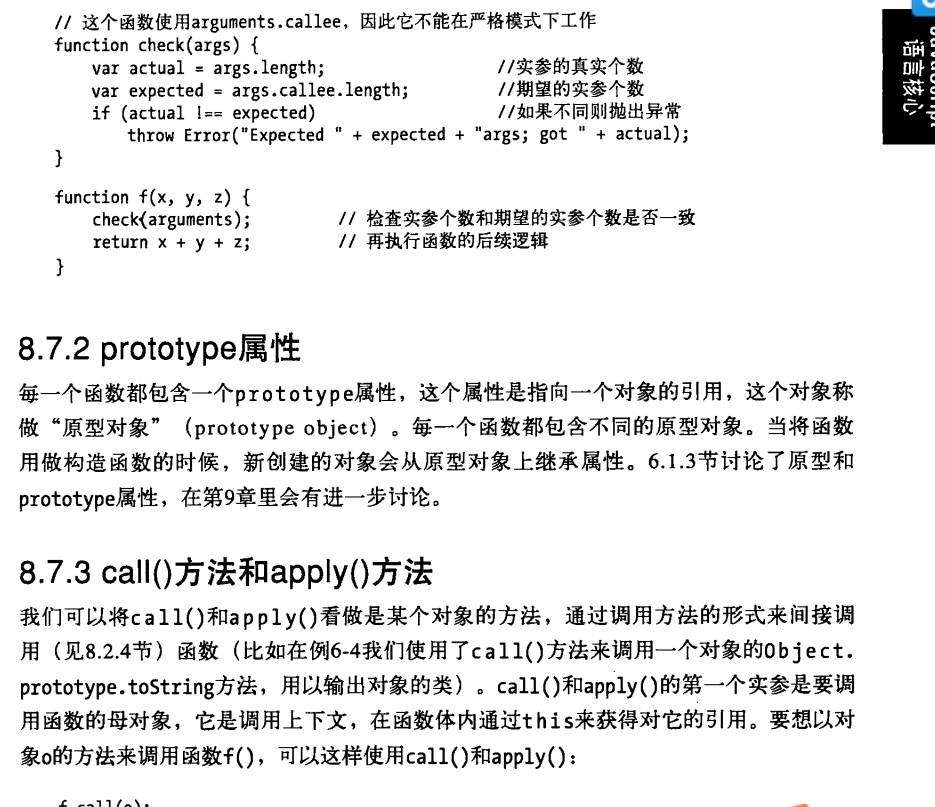 // 这个函数使用arguments.callee，因此它不能在严格模式下工作
function check(args) {
    var actual = args.length;                //实参的真实个数
    var expected = args.callee.length;       //期望的实参个数
    if (actual !== expected)                 //如果不同则抛出异常
        throw Error("Expected " + expected + "args; got " + actual);
}
function f(x, y, z) {
    check(arguments);        // 检查实参个数和期望的实参个数是否一致
    return x + y + z;        // 再执行函数的后续逻辑
}
语言核心
8.7.2 prototype属性
每一个函数都包含一个prototype属性，这个属性是指向一个对象的引用，这个对象称
做“原型对象”（prototype object）。每一个函数都包含不同的原型对象。当将函数
用做构造函数的时候，新创建的对象会从原型对象上继承属性。6.1.3节讨论了原型和
prototype属性，在第9章里会有进一步讨论。
8.7.3 call()方法和apply()方法
我们可以将call()和apply()看做是某个对象的方法，通过调用方法的形式来间接调
用（见8.2.4节）函数（比如在例6-4我们使用了call()方法来调用一个对象的Object.
prototype.toString方法，用以输出对象的类）。call()和apply()的第一个实参是要调
用函数的母对象，它是调用上下文，在函数体内通过this来获得对它的引用。要想以对
象o的方法来调用函数f()，可以这样使用call()和apply()：